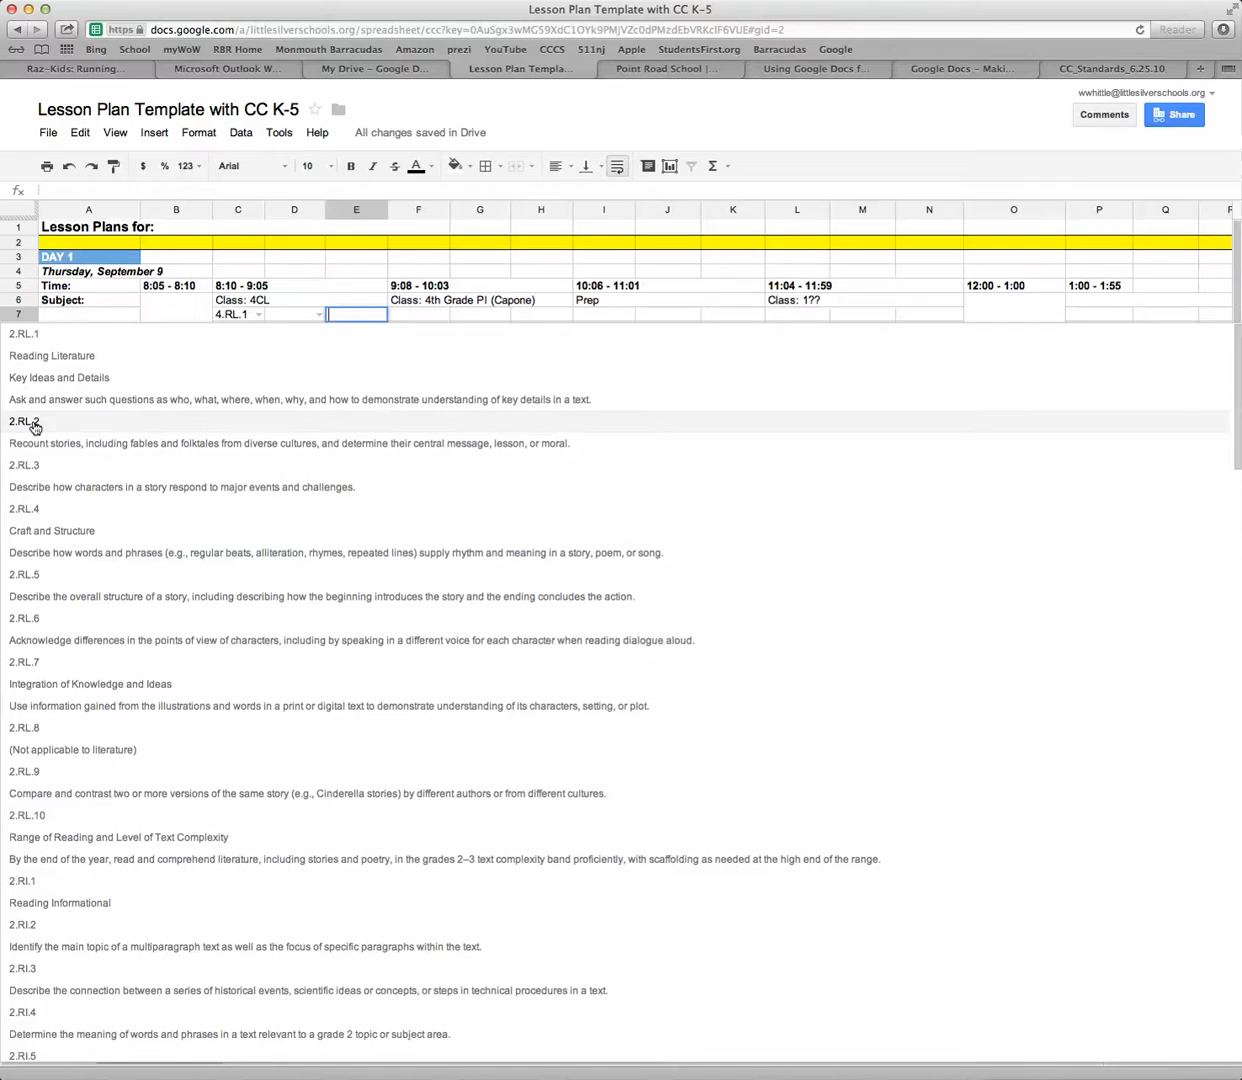 Lesson Plan Template with CC K-5
https docs.google.com/a/littlesilverschools.org/spreadsheet/ccc?key=0AuSgx3wMG59XdC1OYk9PMjVZc0dPMzdEbVRKclF6VUE#gid=2 Reader
Bing School myWoW RBR Home Monmouth Barracudas Amazon prezi YouTube CCCS 511nj Apple StudentsFirst.org Barracudas Google
Raz-Kids: Running... Microsoft Outlook W... My Drive – Google D... Lesson Plan Templa... Point Road School |... Using Google Docs f... Google Docs – Maki... CC_Standards_6.25.10
wwhittle@littlesilverschools.org
Lesson Plan Template with CC K-5
Comments Share
File Edit View Insert Format Data Tools Help All changes saved in Drive
$ % 123 Arial 10 B I S A Σ
fx
A B C D E F G H I J K L M N O P Q
1 Lesson Plans for:
2
3 DAY 1
4 Thursday, September 9
5 Time: 8:05 - 8:10 8:10 - 9:05 9:08 - 10:03 10:06 - 11:01 11:04 - 11:59 12:00 - 1:00 1:00 - 1:55
6 Subject: Class: 4CL Class: 4th Grade PI (Capone) Prep Class: 1??
7 4.RL.1
2.RL.1
Reading Literature
Key Ideas and Details
Ask and answer such questions as who, what, where, when, why, and how to demonstrate understanding of key details in a text.
2.RL.2
Recount stories, including fables and folktales from diverse cultures, and determine their central message, lesson, or moral.
2.RL.3
Describe how characters in a story respond to major events and challenges.
2.RL.4
Craft and Structure
Describe how words and phrases (e.g., regular beats, alliteration, rhymes, repeated lines) supply rhythm and meaning in a story, poem, or song.
2.RL.5
Describe the overall structure of a story, including describing how the beginning introduces the story and the ending concludes the action.
2.RL.6
Acknowledge differences in the points of view of characters, including by speaking in a different voice for each character when reading dialogue aloud.
2.RL.7
Integration of Knowledge and Ideas
Use information gained from the illustrations and words in a print or digital text to demonstrate understanding of its characters, setting, or plot.
2.RL.8
(Not applicable to literature)
2.RL.9
Compare and contrast two or more versions of the same story (e.g., Cinderella stories) by different authors or from different cultures.
2.RL.10
Range of Reading and Level of Text Complexity
By the end of the year, read and comprehend literature, including stories and poetry, in the grades 2–3 text complexity band proficiently, with scaffolding as needed at the high end of the range.
2.RI.1
Reading Informational
2.RI.2
Identify the main topic of a multiparagraph text as well as the focus of specific paragraphs within the text.
2.RI.3
Describe the connection between a series of historical events, scientific ideas or concepts, or steps in technical procedures in a text.
2.RI.4
Determine the meaning of words and phrases in a text relevant to a grade 2 topic or subject area.
2.RI.5